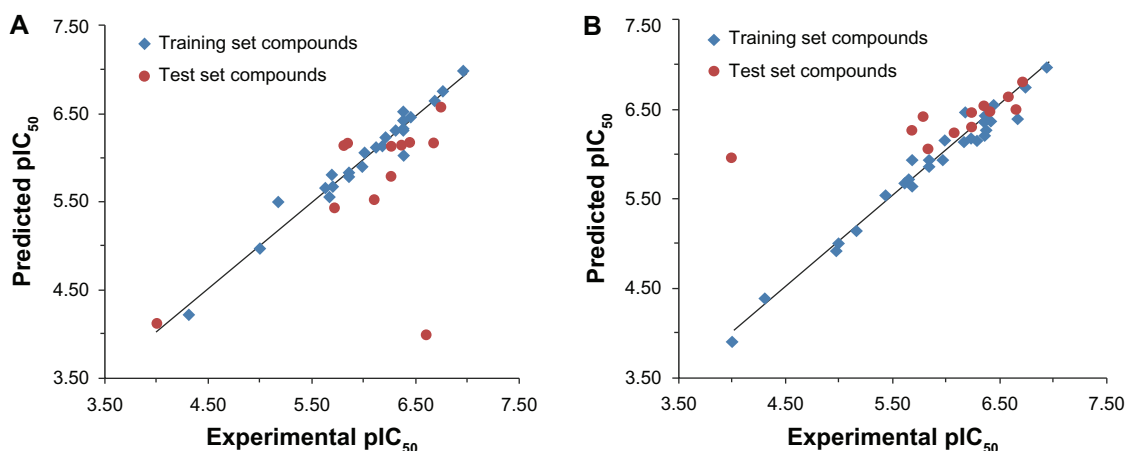 A
7.50
6.50
5.50
4.50
3.50
Predicted pIC50
Training set compounds
Test set compounds
3.50 4.50 5.50 6.50 7.50
Experimental pIC50
B
7.50
6.50
5.50
4.50
3.50
Predicted pIC50
Training set compounds
Test set compounds
3.50 4.50 5.50 6.50 7.50
Experimental pIC50